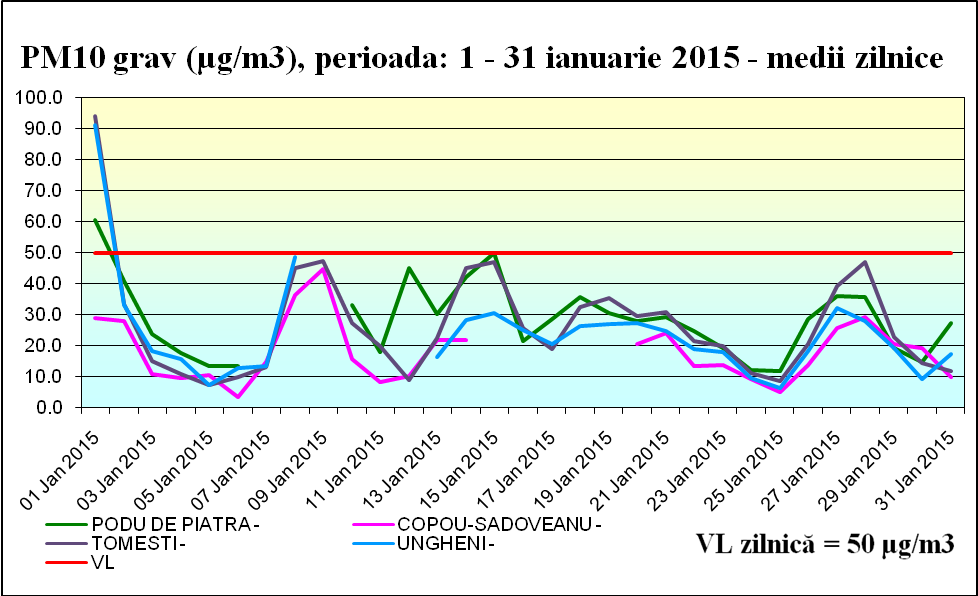 PM10 grav (µg/m3), perioada: 1 - 31 ianuarie 2015 - medii zilnice
100.0
90.0
80.0
70.0
60.0
50.0
40.0
30.0
20.0
10.0
0.0
01 Jan 2015
03 Jan 2015
05 Jan 2015
07 Jan 2015
09 Jan 2015
11 Jan 2015
13 Jan 2015
15 Jan 2015
17 Jan 2015
19 Jan 2015
21 Jan 2015
23 Jan 2015
25 Jan 2015
27 Jan 2015
29 Jan 2015
31 Jan 2015
PODU DE PIATRA -
COPOU-SADOVEANU -
TOMESTI -
UNGHENI -
VL
VL zilnică = 50 µg/m3